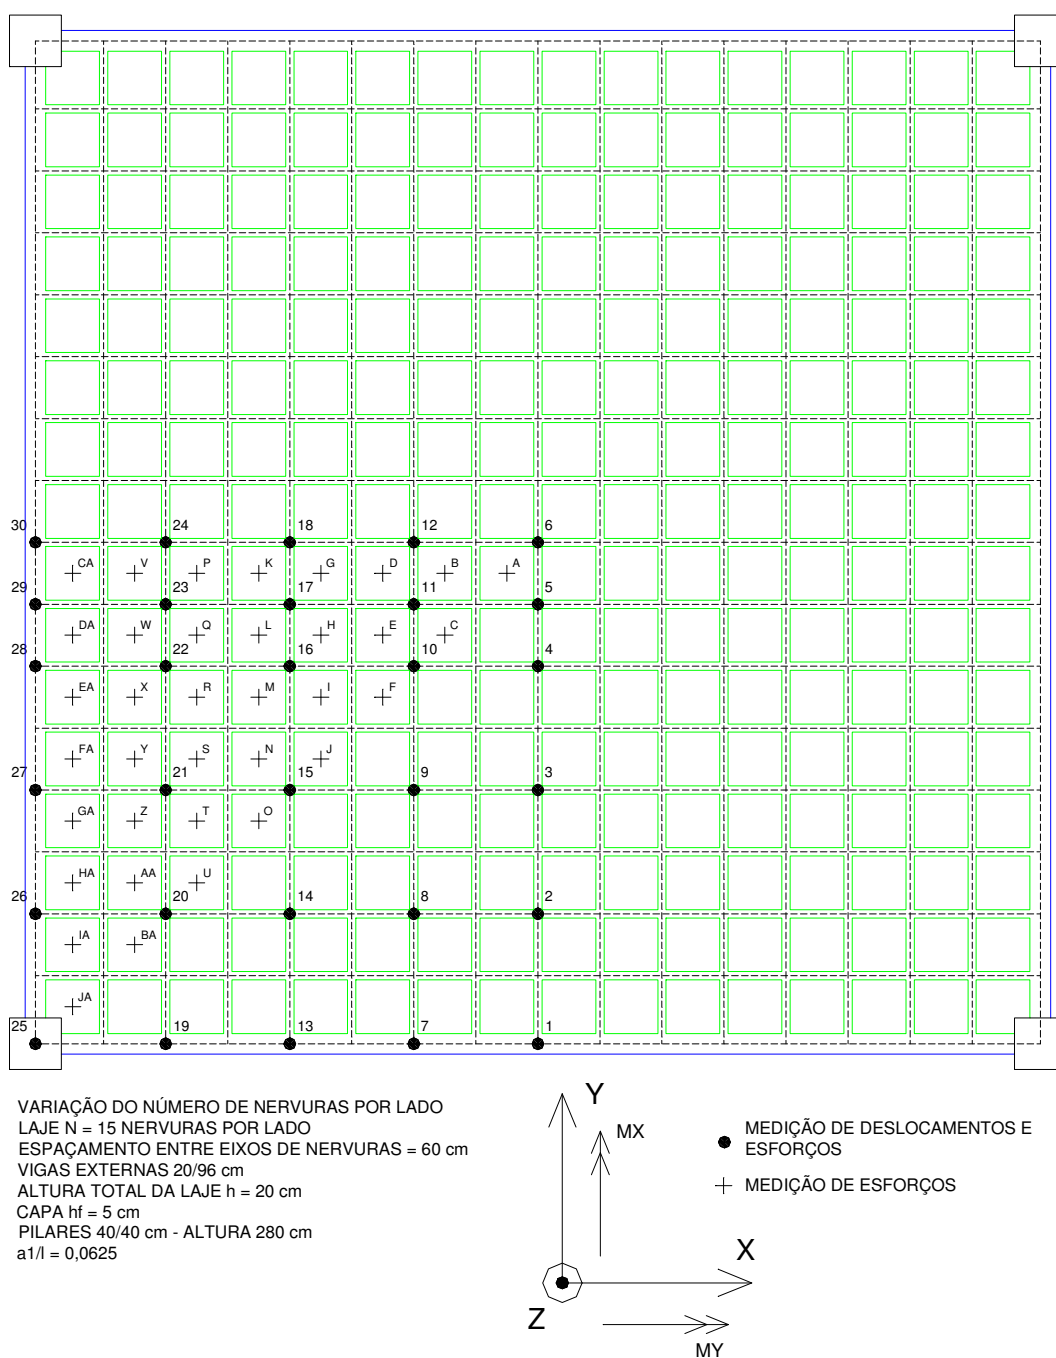 30 24 18 12 6
CA V P K G D B A
29 23 17 11 5
DA W Q L H E C
28 22 16 10 4
EA X R M I F
FA Y S N J
27 21 15 9 3
GA Z T O
HA AA U
26 20 14 8 2
IA BA
JA
25 19 13 7 1
VARIAÇÃO DO NÚMERO DE NERVURAS POR LADO
LAJE N = 15 NERVURAS POR LADO
ESPAÇAMENTO ENTRE EIXOS DE NERVURAS = 60 cm
VIGAS EXTERNAS 20/96 cm
ALTURA TOTAL DA LAJE h = 20 cm
CAPA hf = 5 cm
PILARES 40/40 cm - ALTURA 280 cm
a1/l = 0,0625
Y
MX
X
Z
MY
MEDIÇÃO DE DESLOCAMENTOS E
ESFORÇOS
MEDIÇÃO DE ESFORÇOS